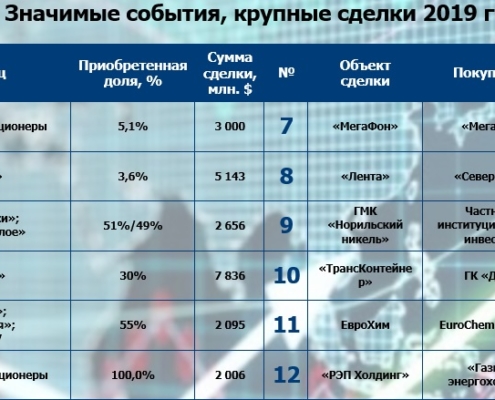 Значимые события, крупные сделки 2019 г
ц Приобретенная доля, % Сумма сделки, млн. $ № Объект сделки Покуп
ционеры 5,1% 3 000 7 «МегаФон» «Мега
» 3,6% 5 143 8 «Лента» «Север
ки»; лое» 51%/49% 2 656 9 ГМК «Норильский никель» Частн институцио инвес
» 30% 7 836 10 «ТрансКонтейнер» ГК «Д
»; я»; 55% 2 095 11 ЕвроХим EuroChem
ционеры 100,0% 2 006 12 «РЭП Холдинг» «Газп энергохо